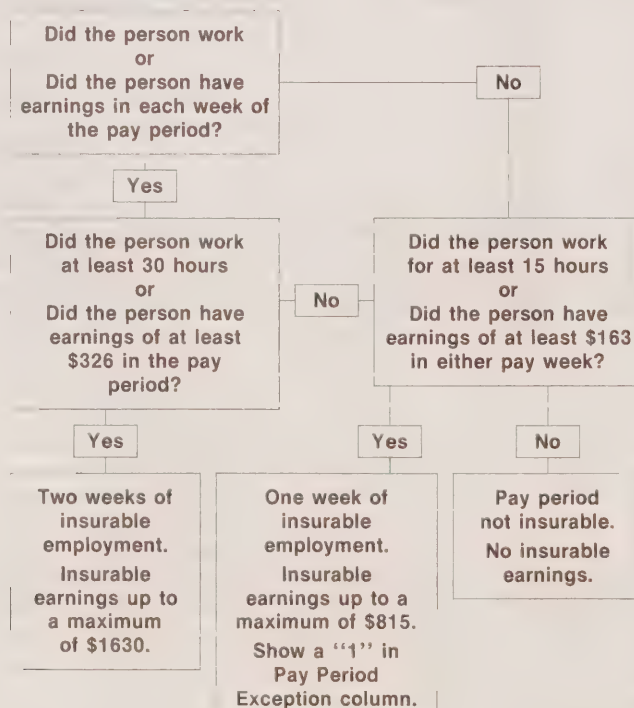 Did the person work
or
Did the person have
earnings in each week of
the pay period?
No
Yes
Did the person work
at least 30 hours
or
Did the person have
earnings of at least
$326 in the pay
period?
No
Did the person work
for at least 15 hours
or
Did the person have
earnings of at least $163
in either pay week?
Yes
Yes
No
Two weeks of
insurable
employment.
Insurable
earnings up to
a maximum
of $1630.
One week of
insurable
employment.
Insurable
earnings up to a
maximum of $815.
Show a “1” in
Pay Period
Exception column.
Pay period
not insurable.
No insurable
earnings.